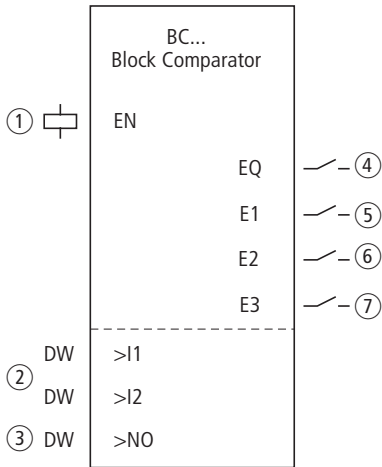 BC...
Block Comparator
1 EN
EQ 4
E1 5
E2 6
E3 7
DW >I1
2
DW >I2
3 DW >NO